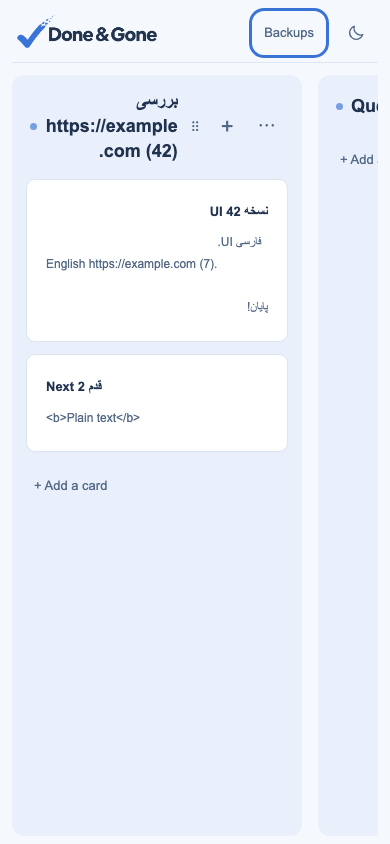 Done & Gone
Backups
بررسی
https://example
.com (42)
+
...
Que
+ Add a
نسخه 42 UI
فارسی UI.
English https://example.com (7).
پایان!
Next 2 قدم
<b>Plain text</b>
+ Add a card